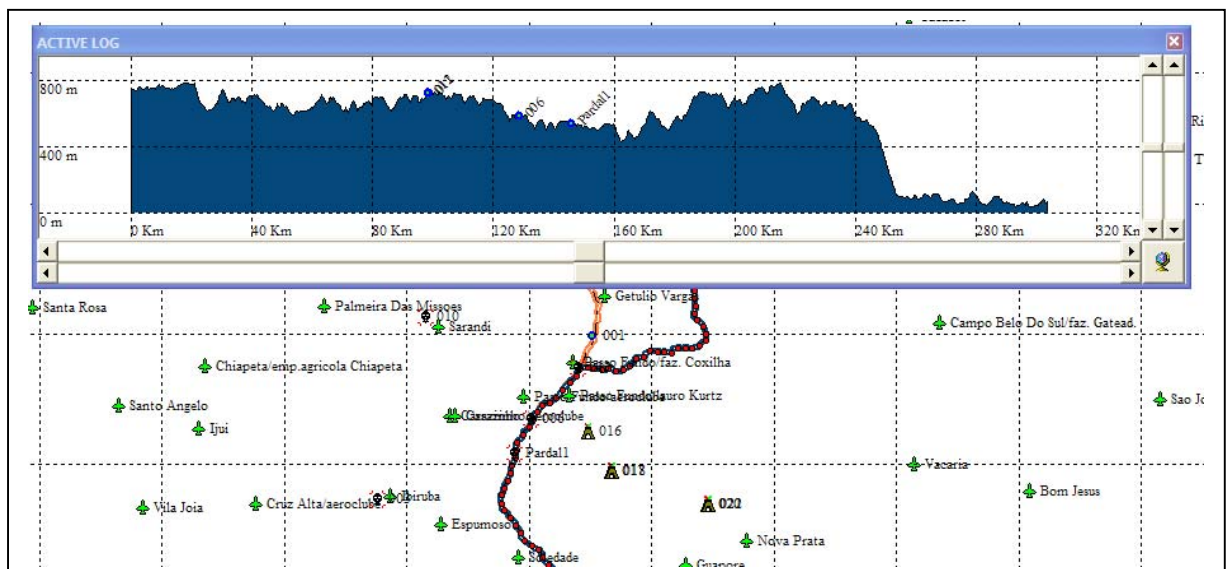 ACTIVE LOG
800 m
400 m
0 m
006
Pardal1
0 Km
40 Km
80 Km
120 Km
160 Km
200 Km
240 Km
280 Km
320 Km
Ri
T
Santa Rosa
Palmeira Das Missoes
Getulio Vargas
010
Sarandi
001
Campo Belo Do Sul/faz. Gatead.
Chiapeta/emp.agricola Chiapeta
Passo Fundo/faz. Coxilha
Santo Angelo
Sao Jo
Ijui
016
Pardal1
Vacaria
Bom Jesus
Vila Joia
Cruz Alta/aeroclube
Ibiruba
Espumoso
Nova Prata
Soledade
Guapore